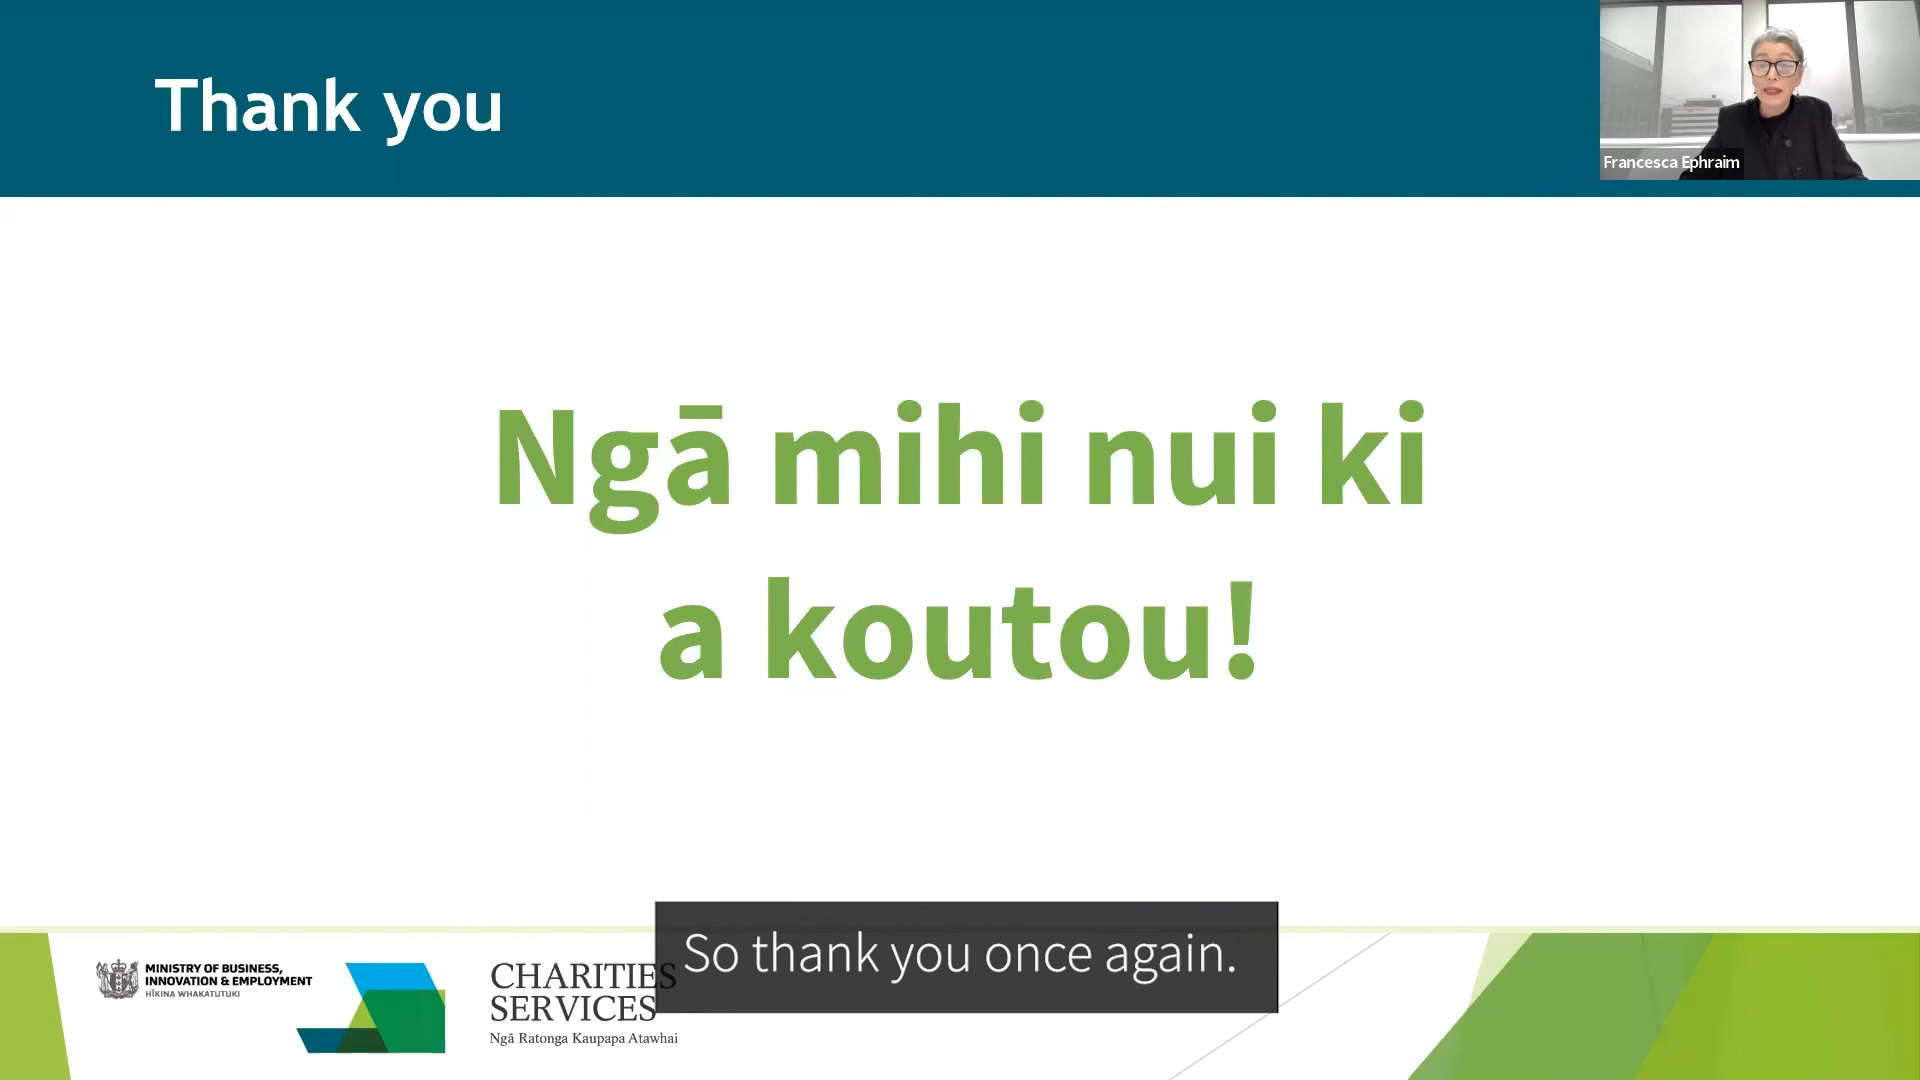 Thank you
Francesca Ephraim
Ngā mihi nui ki
a koutou!
So thank you once again.
MINISTRY OF BUSINESS,
INNOVATION & EMPLOYMENT
HĪKINA WHAKATUTUKI
CHARITIES
SERVICES
Ngā Ratonga Kaupapa Atawhai